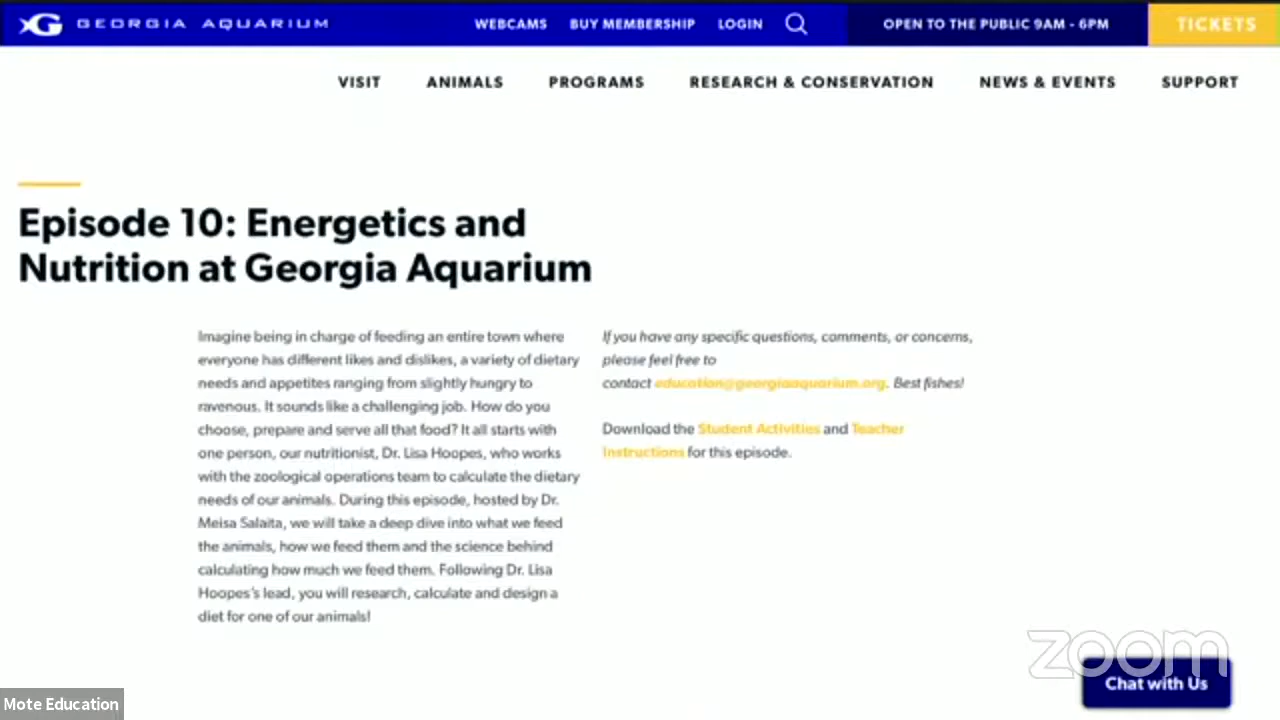 GEORGIA AQUARIUM
WEBCAMS BUY MEMBERSHIP LOGIN OPEN TO THE PUBLIC 9AM - 6PM TICKETS
VISIT ANIMALS PROGRAMS RESEARCH & CONSERVATION NEWS & EVENTS SUPPORT
Episode 10: Energetics and
Nutrition at Georgia Aquarium
Imagine being in charge of feeding an entire town where
everyone has different likes and dislikes, a variety of dietary
needs and appetites ranging from slightly hungry to
ravenous. It sounds like a challenging job. How do you
choose, prepare and serve all that food? It all starts with
one person, our nutritionist, Dr. Lisa Hoopes, who works
with the zoological operations team to calculate the dietary
needs of our animals. During this episode, hosted by Dr.
Meisa Salaita, we will take a deep dive into what we feed
the animals, how we feed them and the science behind
calculating how much we feed them. Following Dr. Lisa
Hoopes's lead, you will research, calculate and design a
diet for one of our animals!
If you have any specific questions, comments, or concerns,
please feel free to
contact education@georgiaaquarium.org. Best fishes!
Download the Student Activities and Teacher
Instructions for this episode.
zoom
Chat with Us
Mote Education